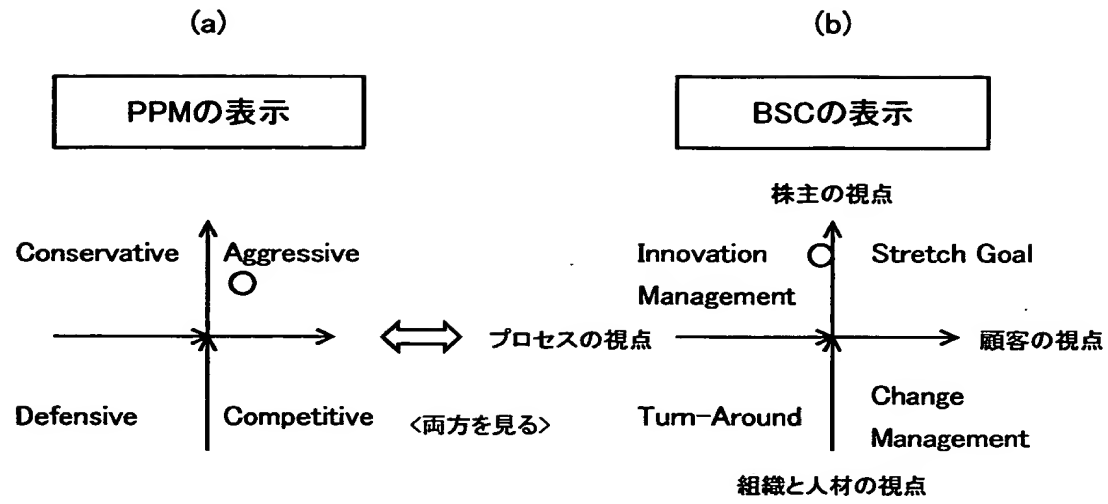 (a)
(b)
PPMの表示
BSCの表示
株主の視点
Conservative
Aggressive
Innovation
Management
Stretch Goal
プロセスの視点
顧客の視点
Defensive
Competitive
<両方を見る>
Turn-Around
Change
Management
組織と人材の視点